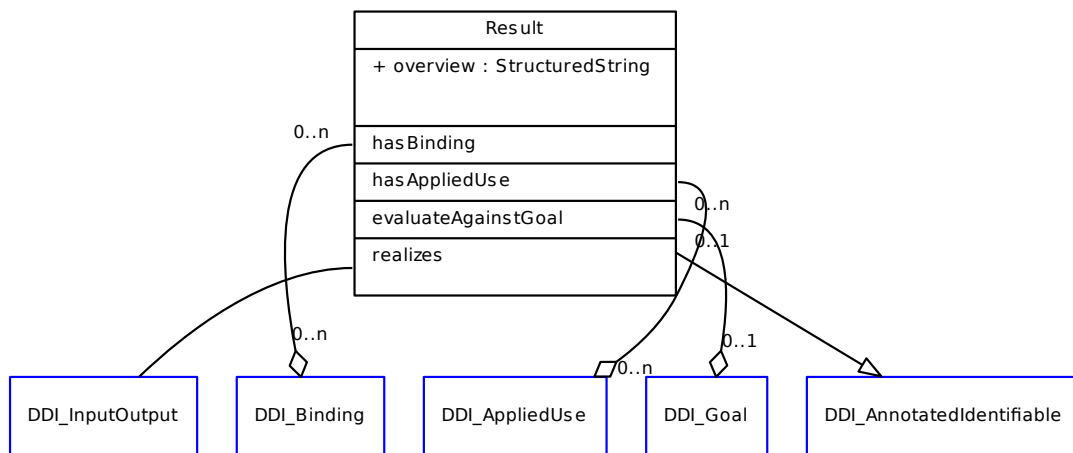 Result
+ overview : StructuredString
0..n
hasBinding
hasAppliedUse
0..n
evaluateAgainstGoal
0..1
realizes
0..n
0..1
0..n
DDI_InputOutput
DDI_Binding
DDI_AppliedUse
DDI_Goal
DDI_AnnotatedIdentifiable